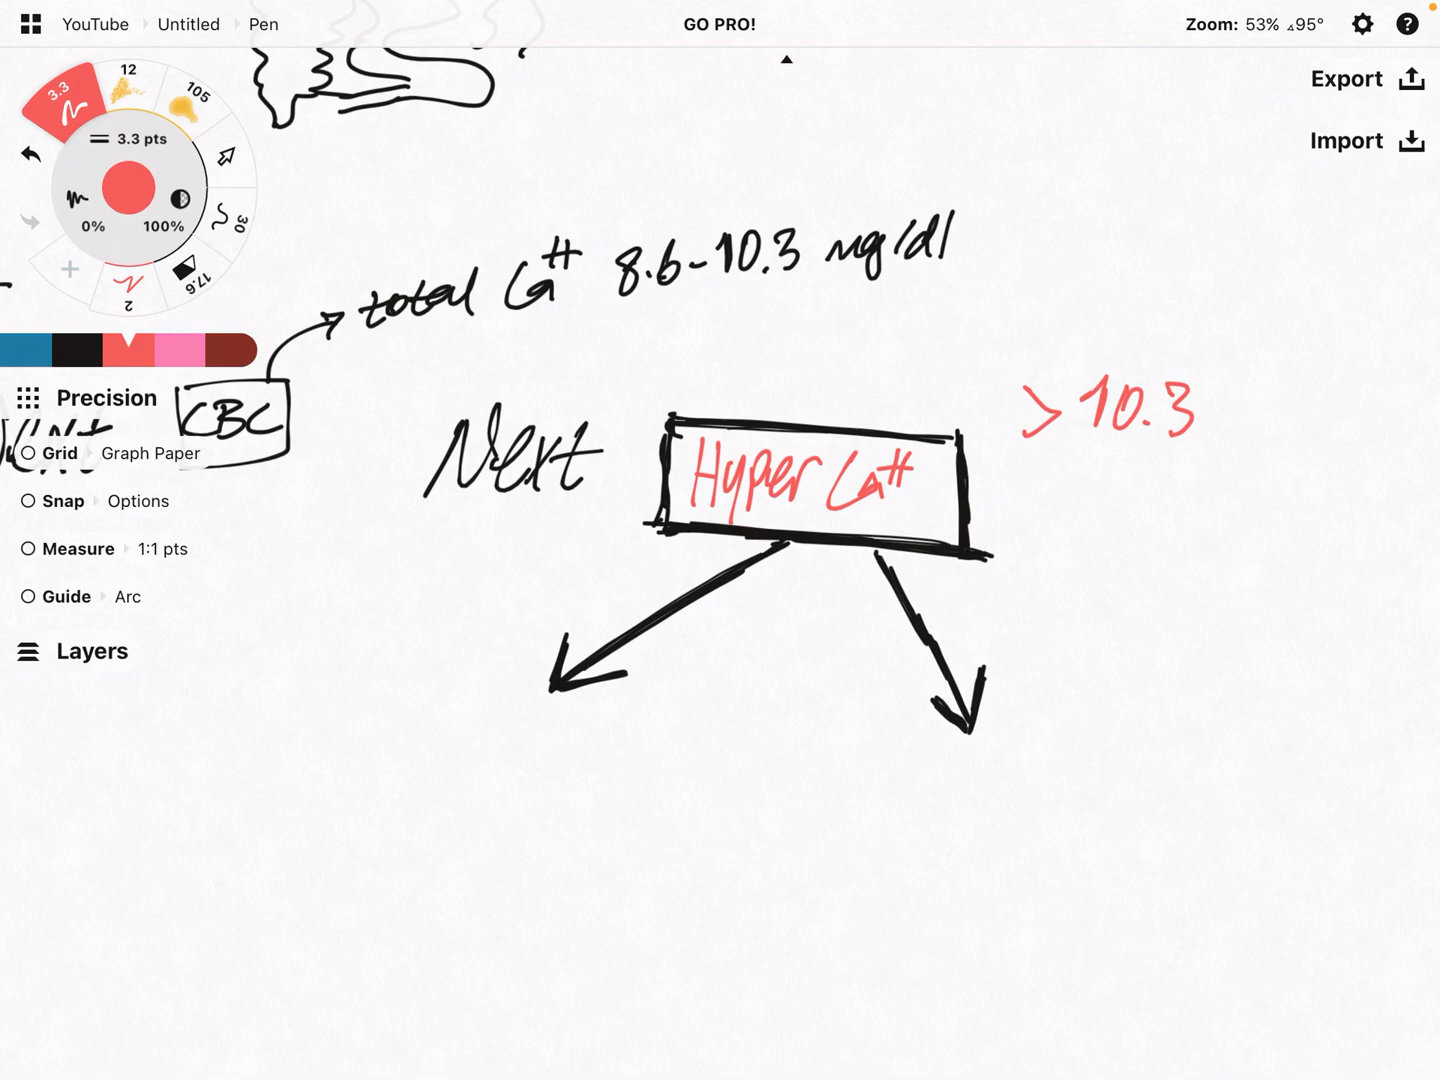 YouTube Untitled Pen
GO PRO!
Zoom: 53% ⊿95°
Export
Import
3.3
12
105
3.3 pts
0%
100%
30
17.6
2
total Ca++ 8.6-10.3 mg/dl
Precision
CBC
Next
Hyper Ca++
> 10.3
Grid Graph Paper
Snap Options
Measure 1:1 pts
Guide Arc
Layers